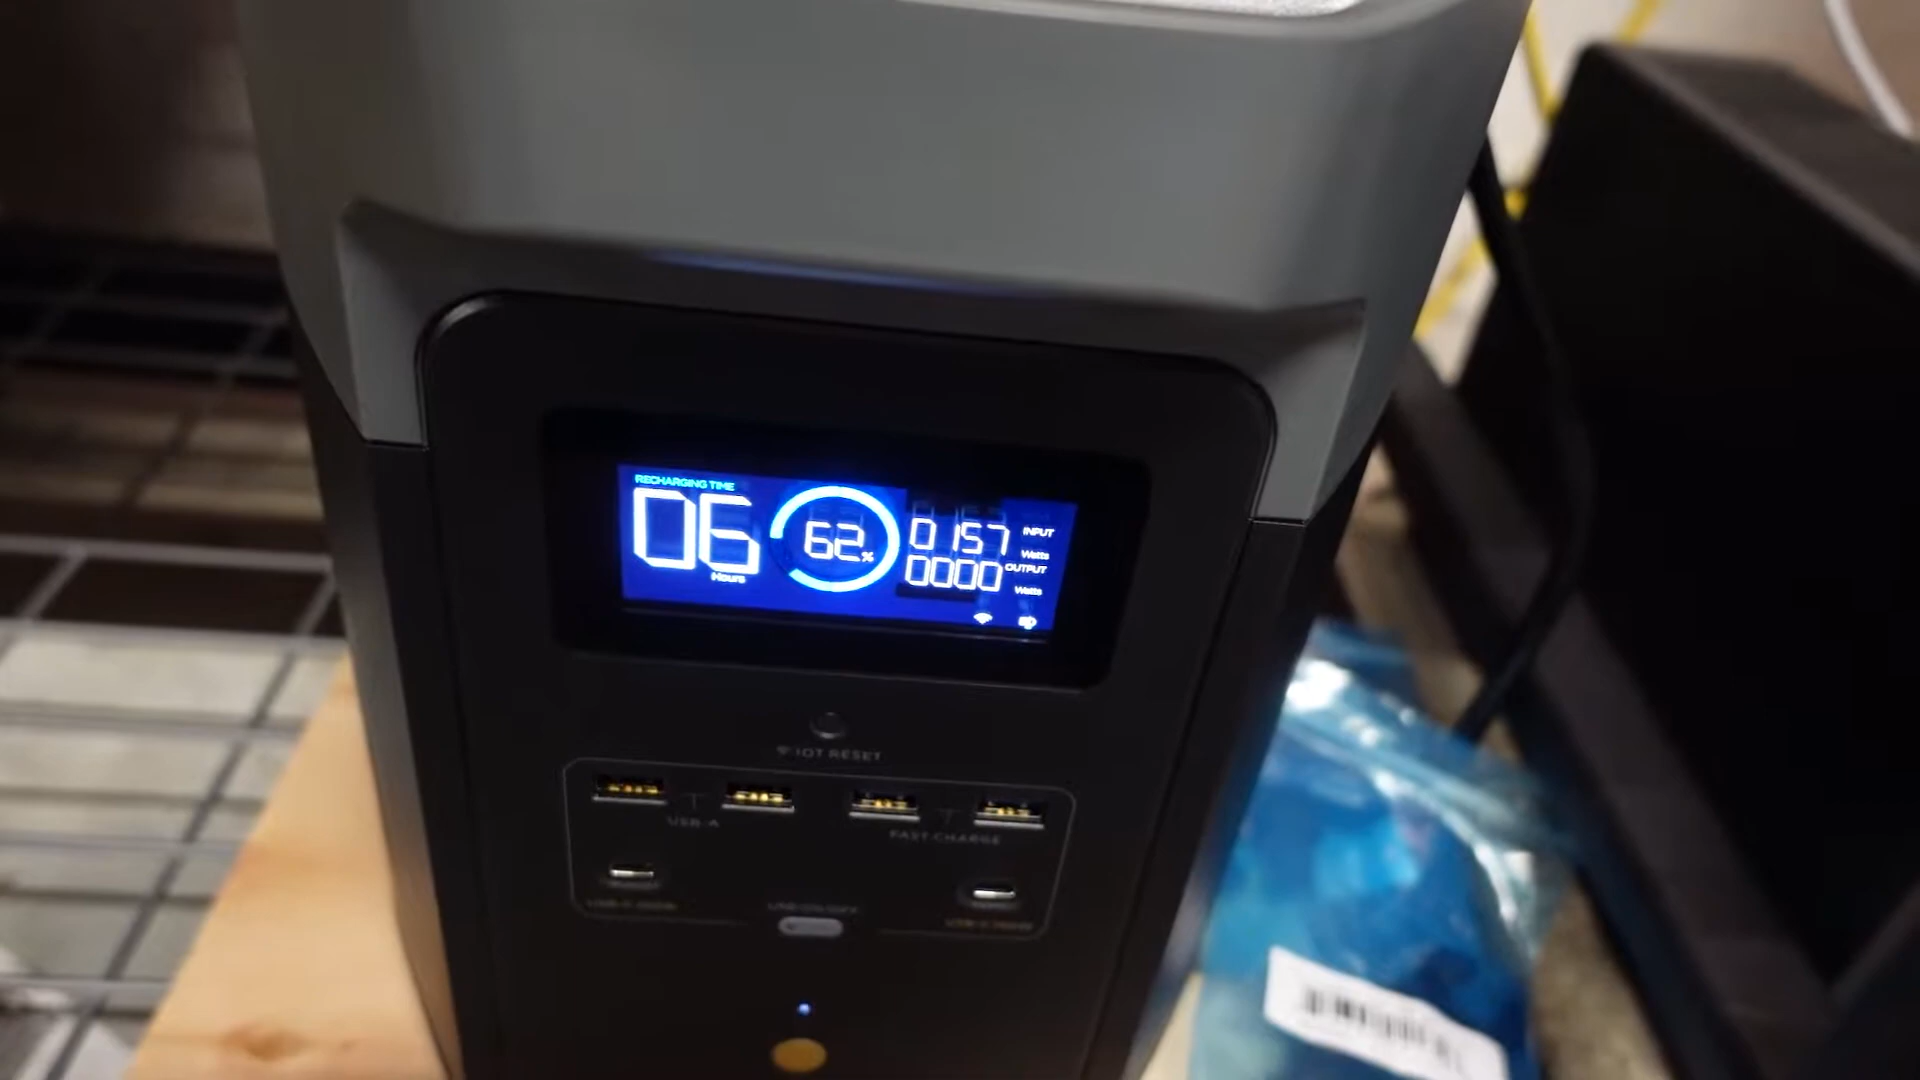 RECHARGING TIME
06
Hours
62%
0157 INPUT
Watts
0000 OUTPUT
Watts
IOT RESET
USB-A
FAST CHARGE